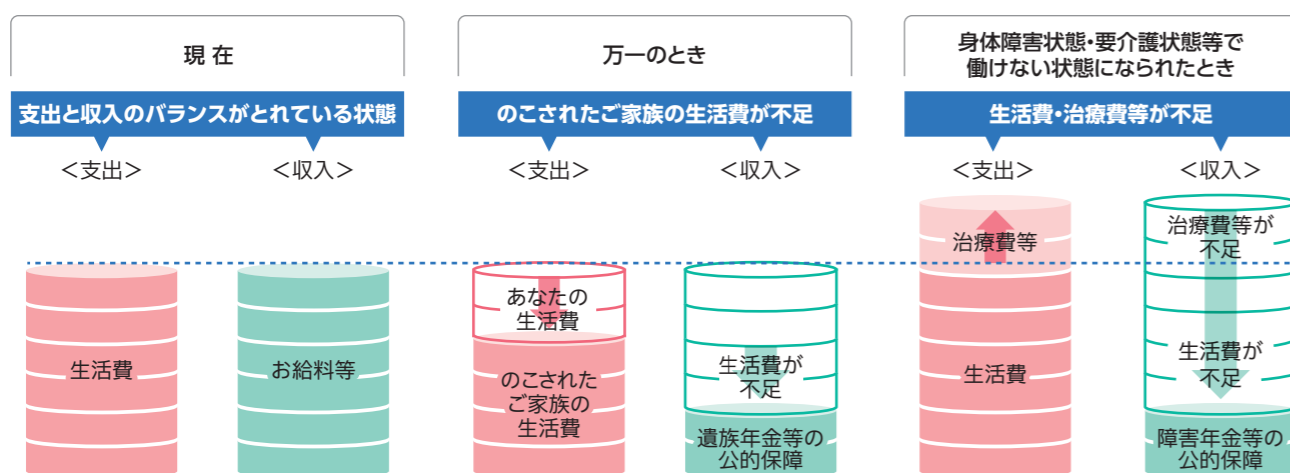 現在
支出と収入のバランスがとれている状態
＜支出＞
＜収入＞
生活費
お給料等
万一のとき
のこされたご家族の生活費が不足
＜支出＞
＜収入＞
あなたの
生活費
のこされた
ご家族の
生活費
生活費が
不足
遺族年金等の
公的保障
身体障害状態・要介護状態等で
働けない状態になられたとき
生活費・治療費等が不足
＜支出＞
＜収入＞
治療費等
生活費
治療費等が
不足
生活費が
不足
障害年金等の
公的保障